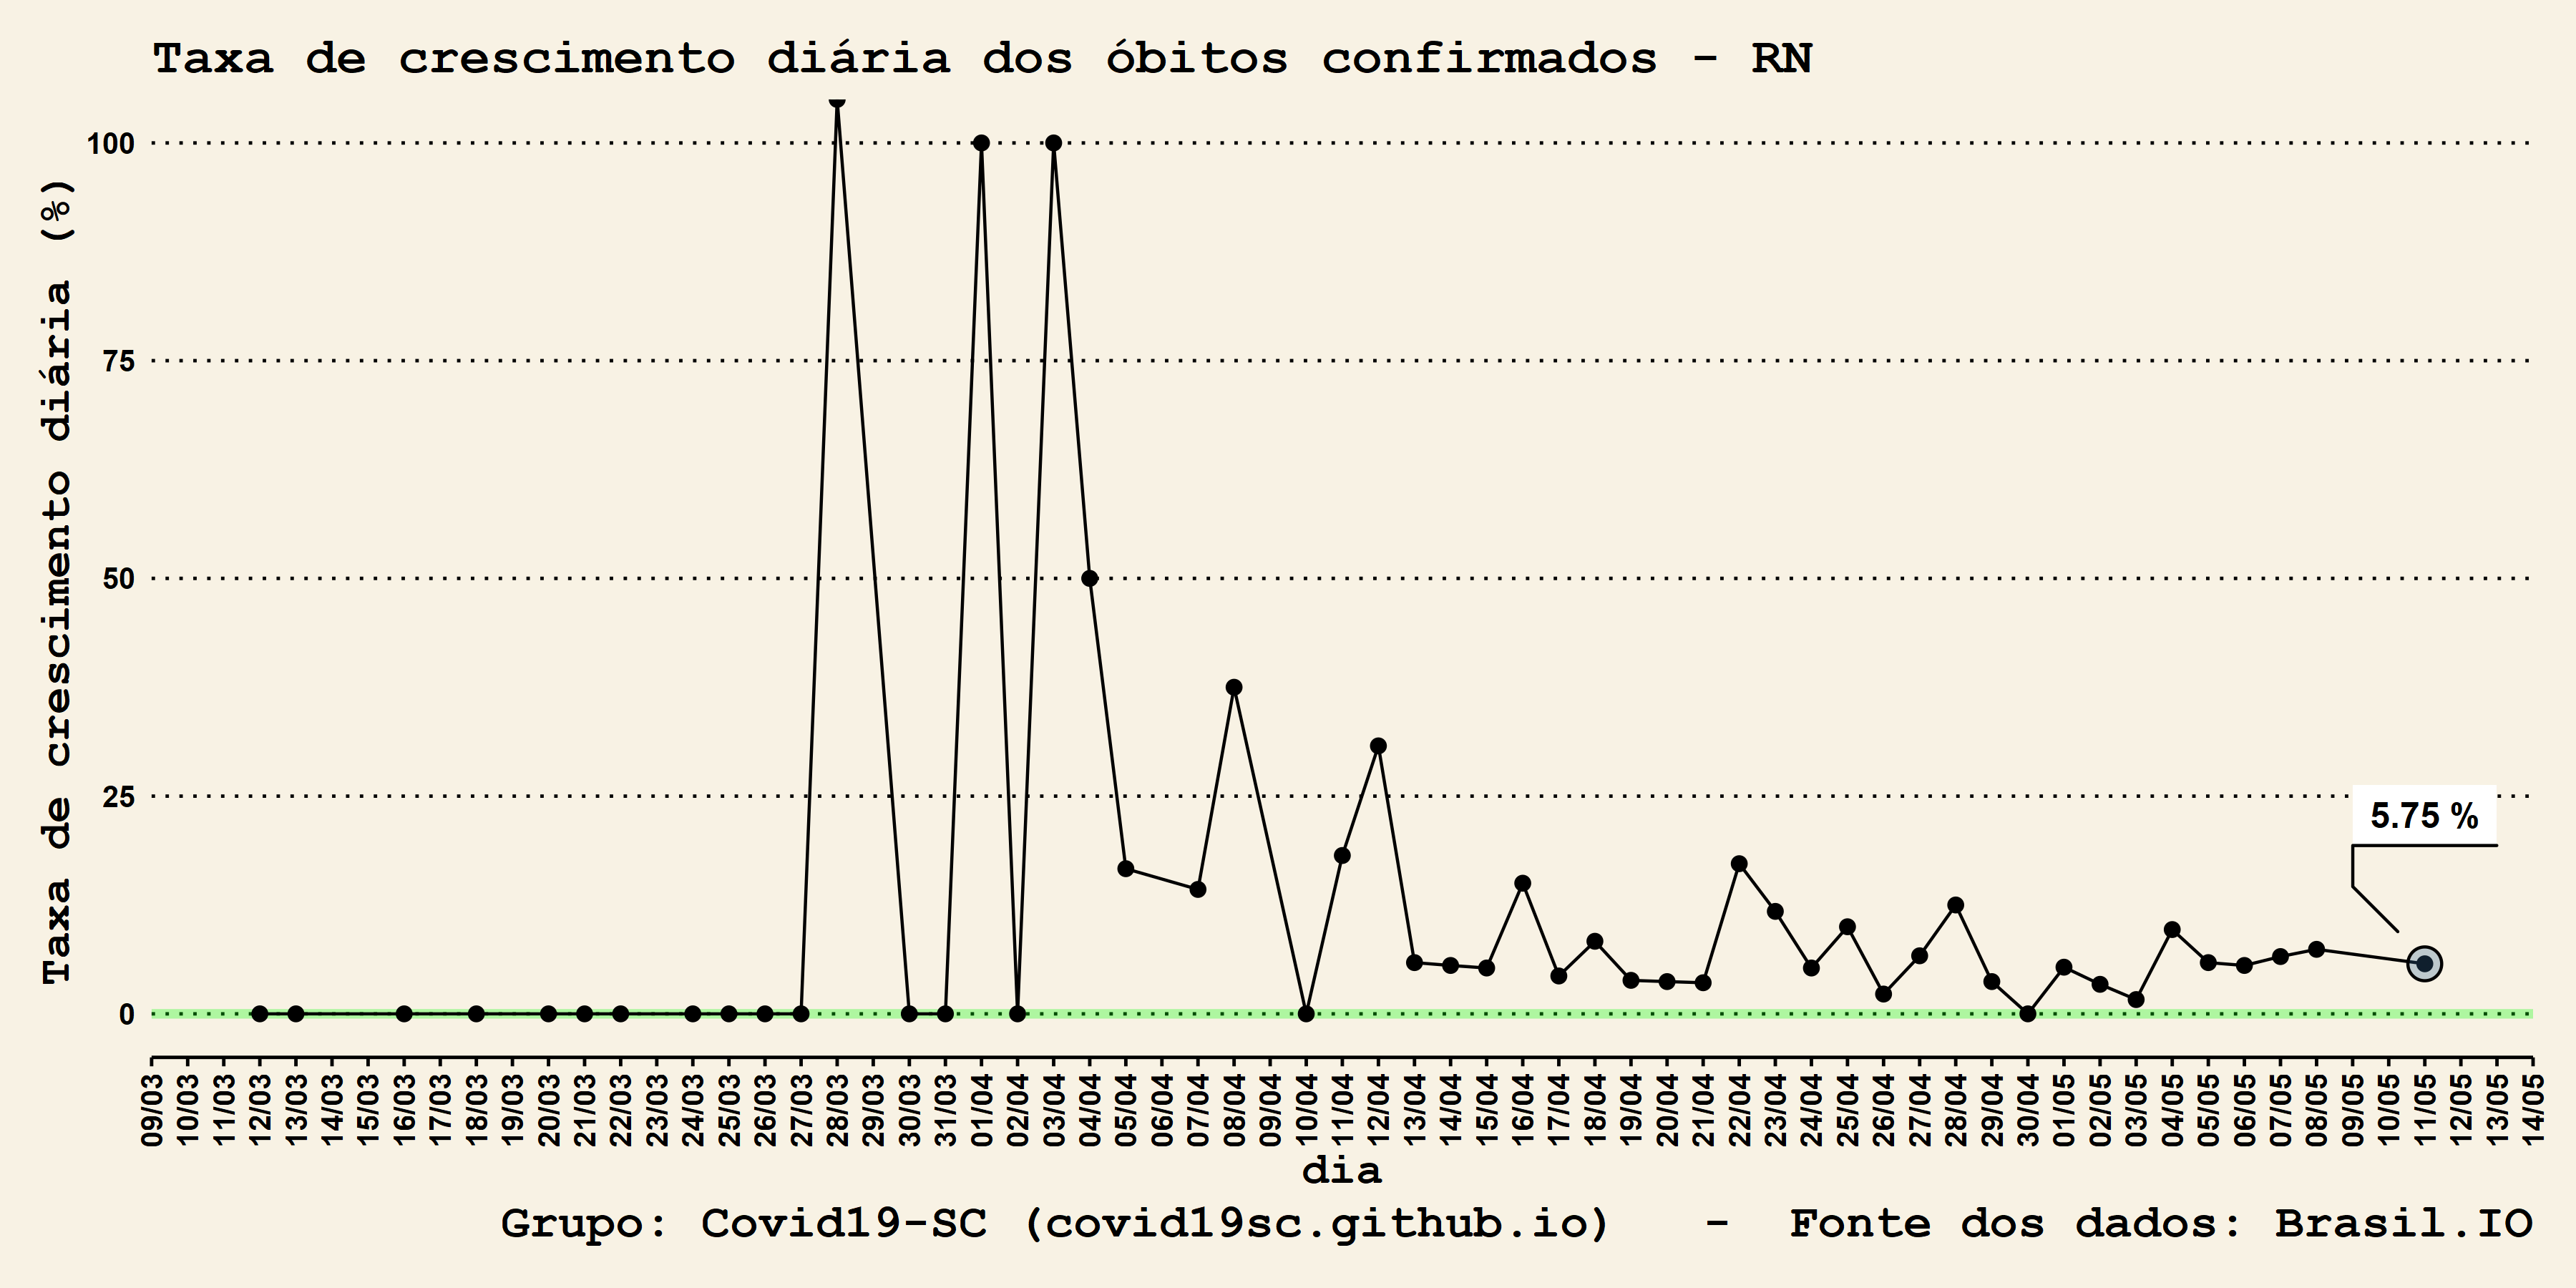 Taxa de crescimento diária dos óbitos confirmados - RN
Taxa de crescimento diária (%)
100
75
50
25
0
5.75 %
09/03 10/03 11/03 12/03 13/03 14/03 15/03 16/03 17/03 18/03 19/03 20/03 21/03 22/03 23/03 24/03 25/03 26/03 27/03 28/03 29/03 30/03 31/03 01/04 02/04 03/04 04/04 05/04 06/04 07/04 08/04 09/04 10/04 11/04 12/04 13/04 14/04 15/04 16/04 17/04 18/04 19/04 20/04 21/04 22/04 23/04 24/04 25/04 26/04 27/04 28/04 29/04 30/04 01/05 02/05 03/05 04/05 05/05 06/05 07/05 08/05 09/05 10/05 11/05 12/05 13/05 14/05
dia
Grupo: Covid19-SC (covid19sc.github.io) - Fonte dos dados: Brasil.IO